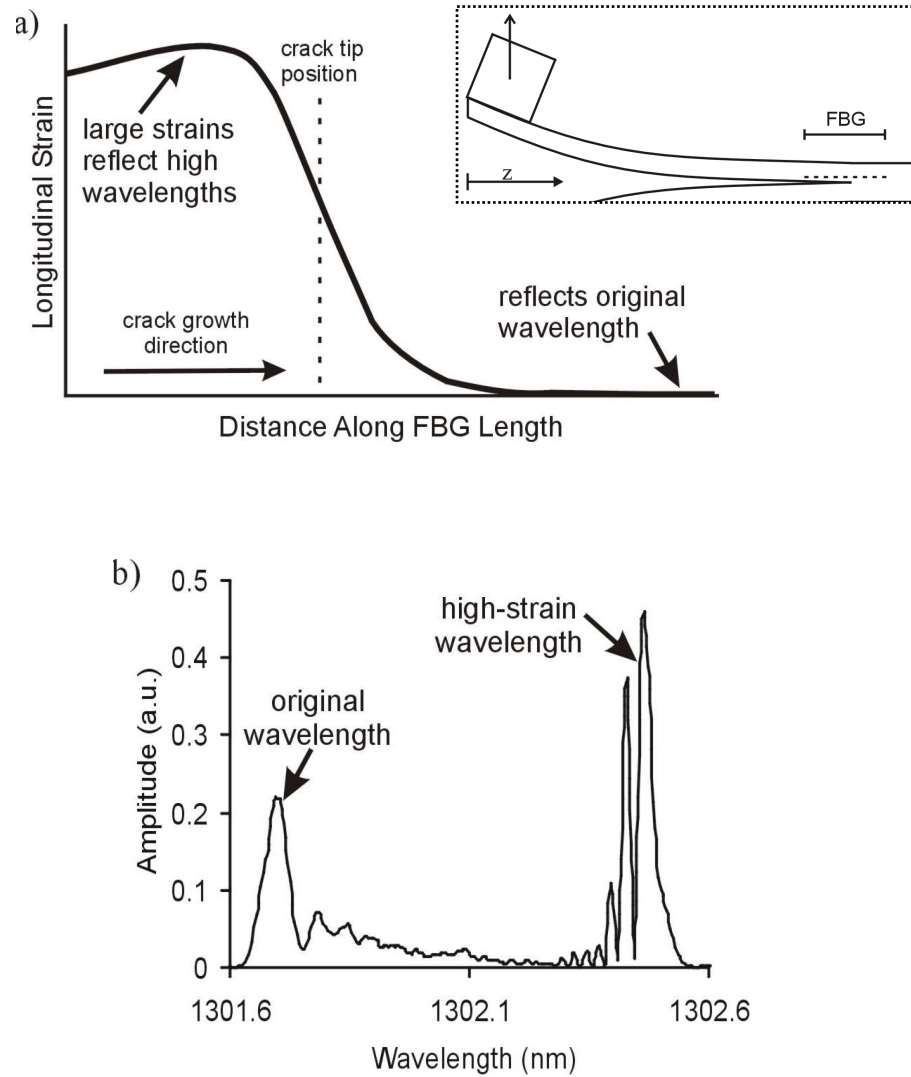 a)
Longitudinal Strain
crack tip
position
large strains
reflect high
wavelengths
crack growth
direction
reflects original
wavelength
Distance Along FBG Length
FBG
z
b)
0.5
0.4
0.3
0.2
0.1
0
Amplitude (a.u.)
original
wavelength
high-strain
wavelength
1301.6
1302.1
1302.6
Wavelength (nm)